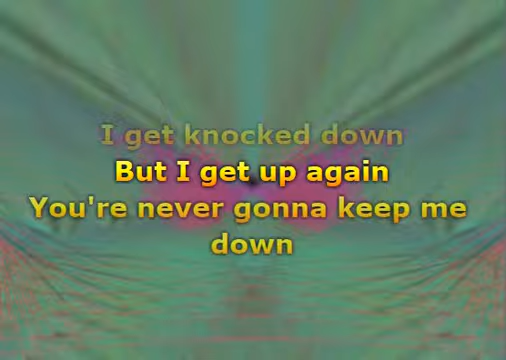 I get knocked down
But I get up again
You're never gonna keep me
down